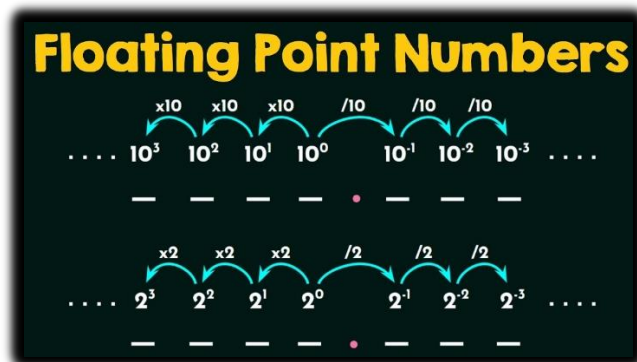 Floating Point Numbers
x10 x10 x10 /10 /10 /10
.... 10³ 10² 10¹ 10⁰ 10⁻¹ 10⁻² 10⁻³ ....
— — — — . — — —
x2 x2 x2 /2 /2 /2
.... 2³ 2² 2¹ 2⁰ 2⁻¹ 2⁻² 2⁻³ ....
— — — — . — — —